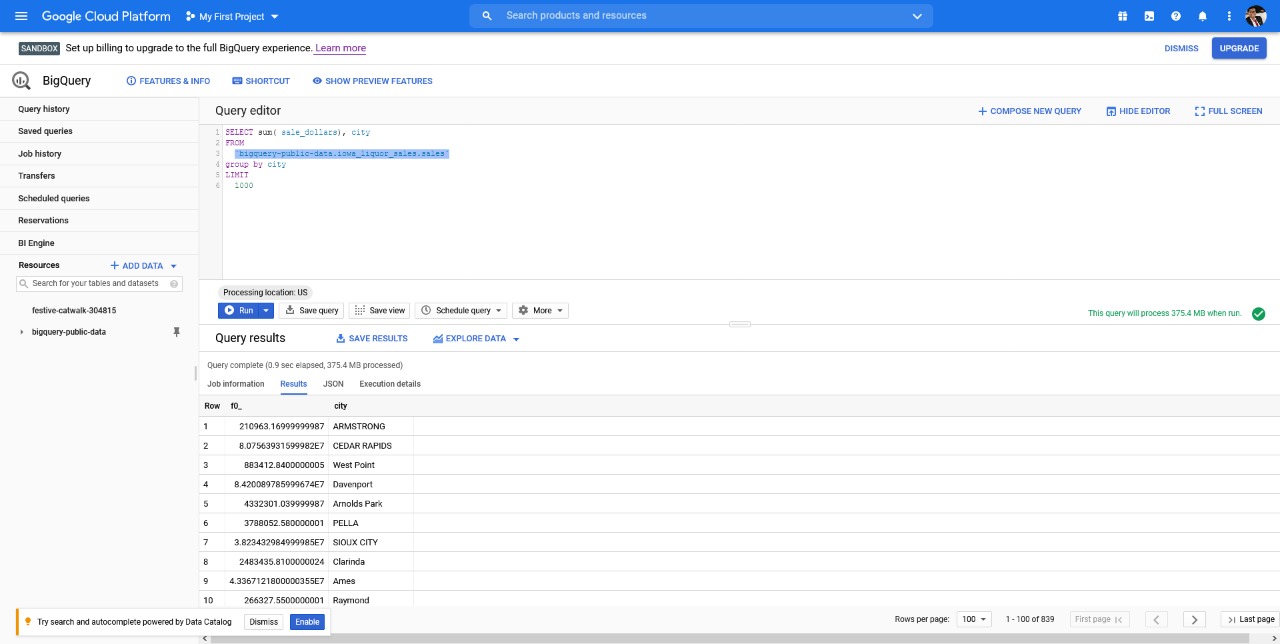 Google Cloud Platform My First Project Search products and resources
SANDBOX Set up billing to upgrade to the full BigQuery experience. Learn more DISMISS UPGRADE
BigQuery FEATURES & INFO SHORTCUT SHOW PREVIEW FEATURES
Query history
Saved queries
Job history
Transfers
Scheduled queries
Reservations
BI Engine
Resources ADD DATA
Search for your tables and datasets
festive-catwalk-304815
bigquery-public-data
Query editor COMPOSE NEW QUERY HIDE EDITOR FULL SCREEN
1 SELECT sum( sale_dollars), city
2 FROM
3 `bigquery-public-data.iowa_liquor_sales.sales`
4 group by city
5 LIMIT
6 1000
Processing location: US
Run Save query Save view Schedule query More This query will process 375.4 MB when run.
Query results SAVE RESULTS EXPLORE DATA
Query complete (0.9 sec elapsed, 375.4 MB processed)
Job information Results JSON Execution details
Row f0_ city
1 210963.16999999987 ARMSTRONG
2 8.07563931599982E7 CEDAR RAPIDS
3 883412.8400000005 West Point
4 8.420089785999674E7 Davenport
5 4332301.039999987 Arnolds Park
6 3788052.580000001 PELLA
7 3.823432984999985E7 SIOUX CITY
8 2483435.8100000024 Clarinda
9 4.3367121800000355E7 Ames
10 266327.5500000001 Raymond
Try search and autocomplete powered by Data Catalog Dismiss Enable
Rows per page: 100 1 - 100 of 839 First page Last page